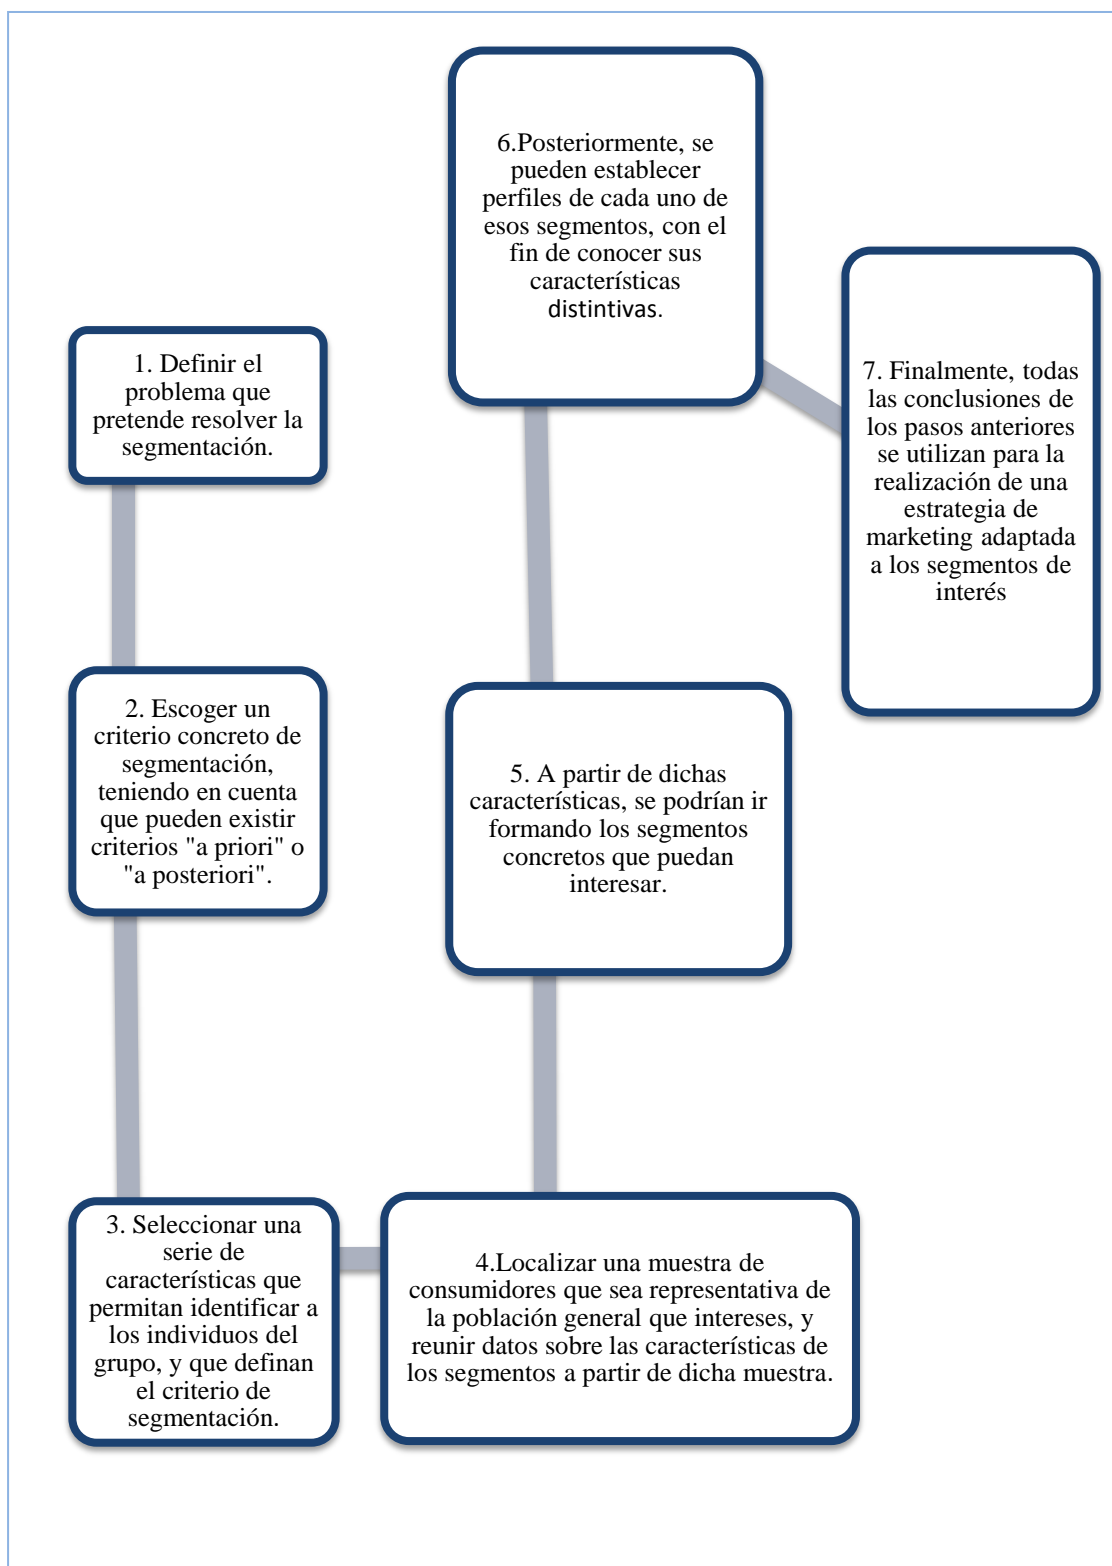 1. Definir el
problema que
pretende resolver la
segmentación.
2. Escoger un
criterio concreto de
segmentación,
teniendo en cuenta
que pueden existir
criterios "a priori" o
"a posteriori".
3. Seleccionar una
serie de
características que
permitan identificar a
los individuos del
grupo, y que definan
el criterio de
segmentación.
4.Localizar una muestra de
consumidores que sea representativa de
la población general que intereses, y
reunir datos sobre las características de
los segmentos a partir de dicha muestra.
5. A partir de dichas
características, se podrían ir
formando los segmentos
concretos que puedan
interesar.
6.Posteriormente, se
pueden establecer
perfiles de cada uno de
esos segmentos, con el
fin de conocer sus
características
distintivas.
7. Finalmente, todas
las conclusiones de
los pasos anteriores
se utilizan para la
realización de una
estrategia de
marketing adaptada
a los segmentos de
interés